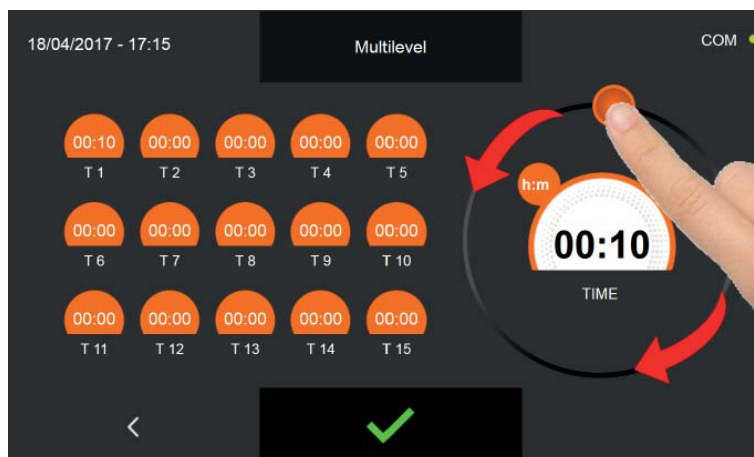 18/04/2017 - 17:15
Multilevel
COM
00:10 00:00 00:00 00:00 00:00
T 1 T 2 T 3 T 4 T 5
00:00 00:00 00:00 00:00 00:00
T 6 T 7 T 8 T 9 T 10
00:00 00:00 00:00 00:00 00:00
T 11 T 12 T 13 T 14 T 15
h:m
00:10
TIME